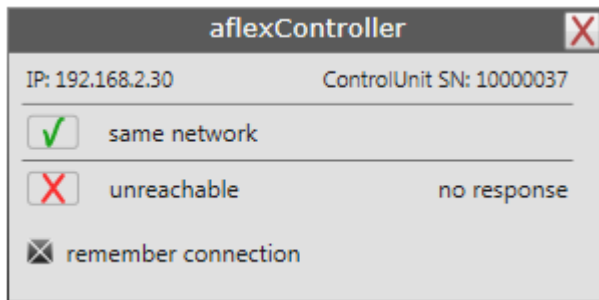 aflexController
IP: 192.168.2.30 ControlUnit SN: 10000037
same network
unreachable no response
remember connection